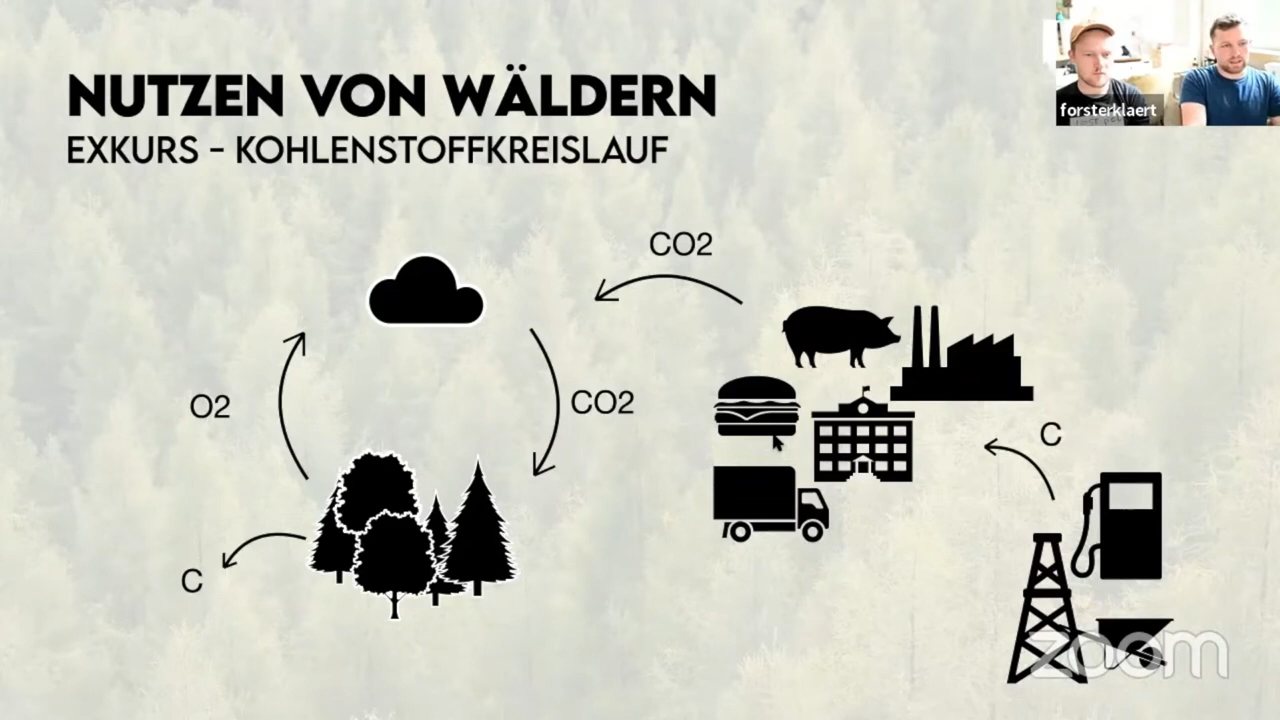 NUTZEN VON WÄLDERN
EXKURS - KOHLENSTOFFKREISLAUF
forsterklaert
CO2
O2
CO2
C
C
zoom